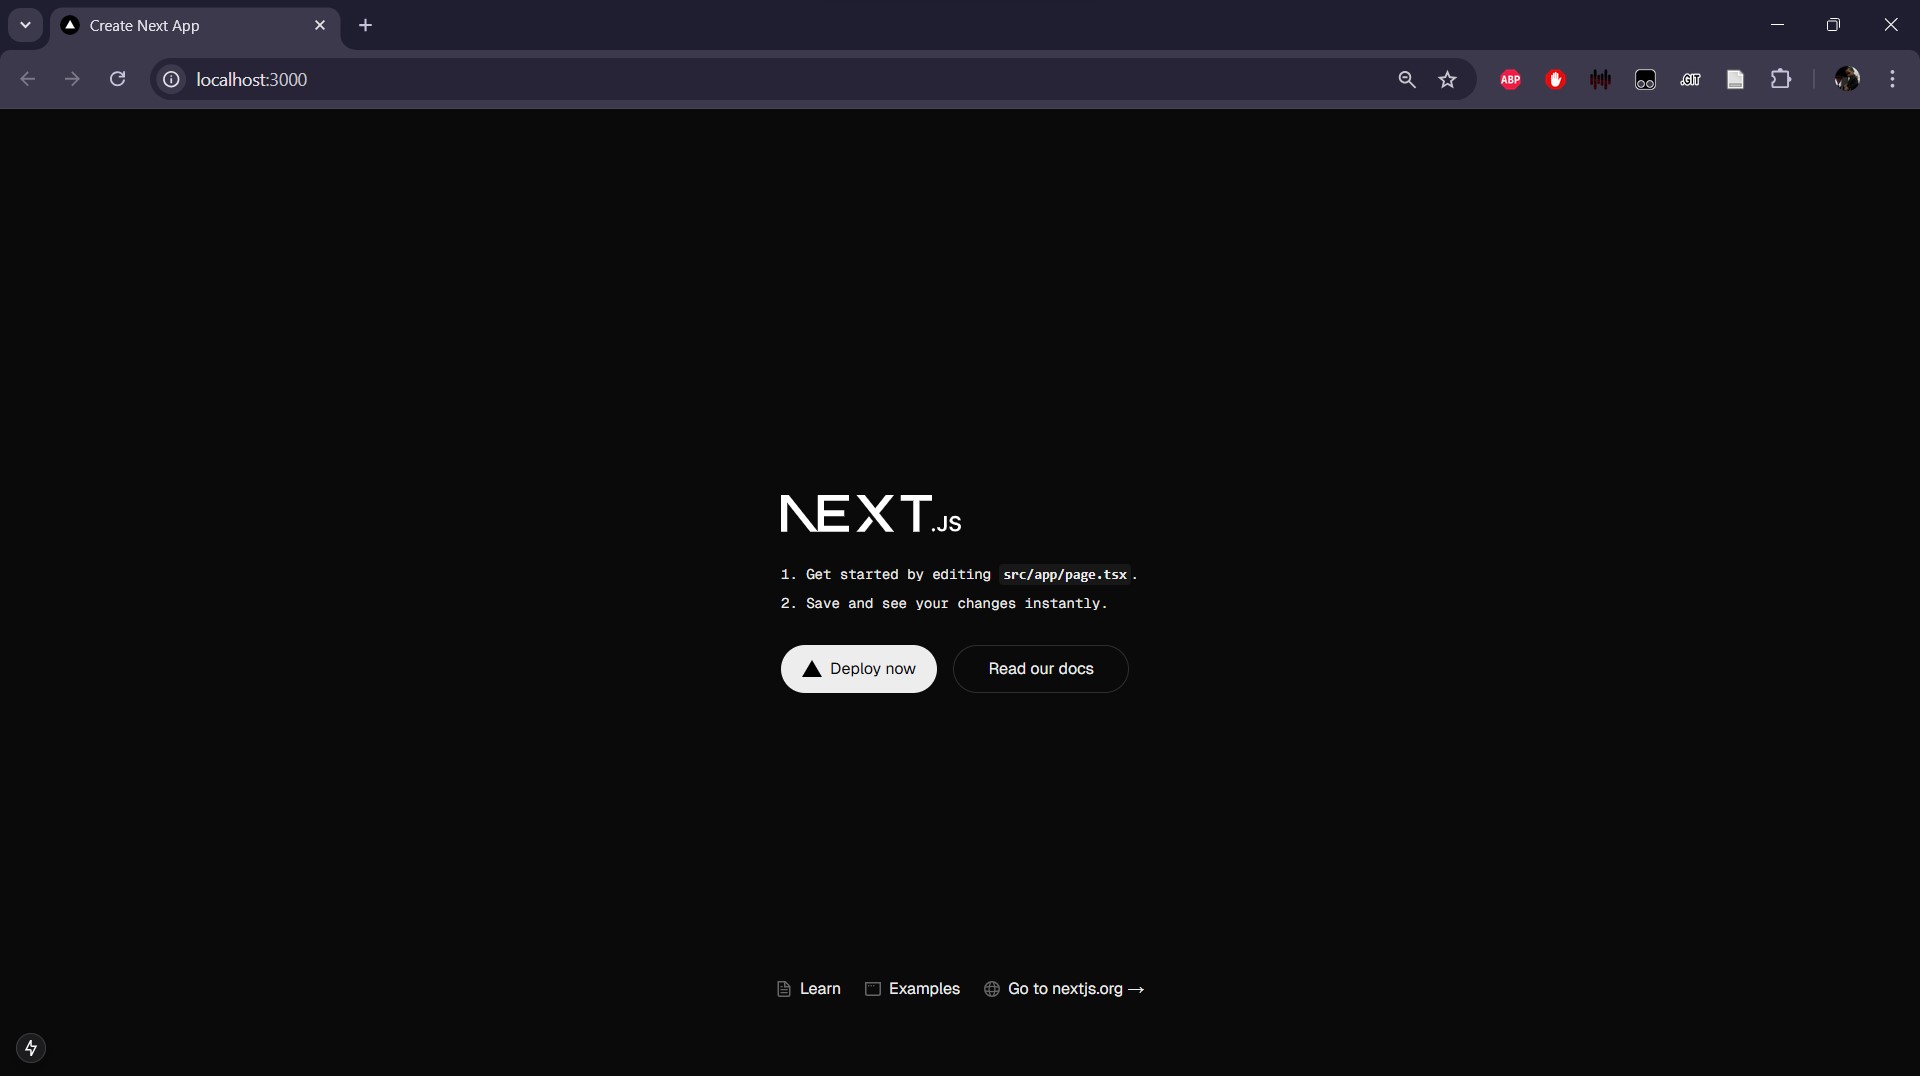 Create Next App
localhost:3000
ABP
.GIT
NEXT.JS
1. Get started by editing src/app/page.tsx.
2. Save and see your changes instantly.
Deploy now
Read our docs
Learn
Examples
Go to nextjs.org →